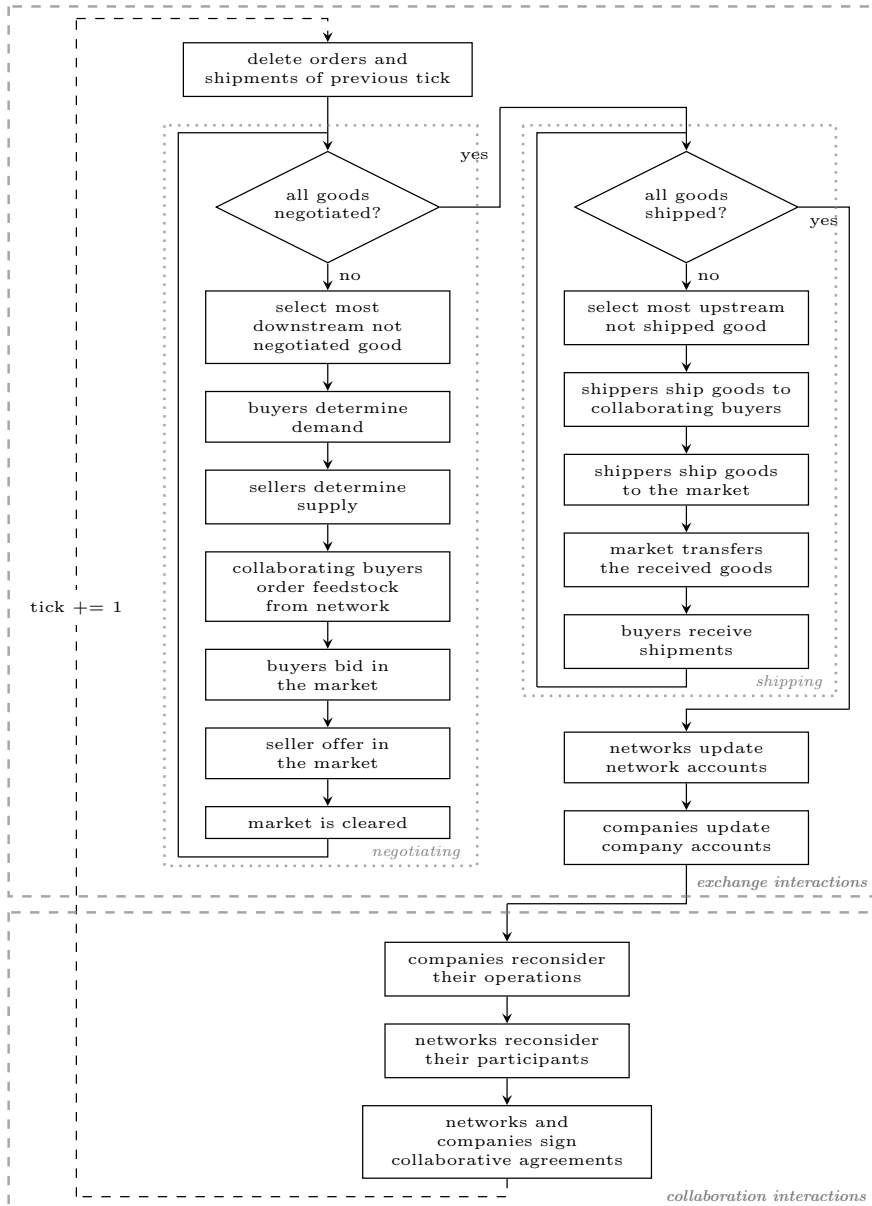 delete orders and
shipments of previous tick
yes
all goods
negotiated?
no
select most
downstream not
negotiated good
buyers determine
demand
sellers determine
supply
collaborating buyers
order feedstock
from network
buyers bid in
the market
seller offer in
the market
market is cleared
negotiating
all goods
shipped?
yes
no
select most upstream
not shipped good
shippers ship goods to
collaborating buyers
shippers ship goods
to the market
market transfers
the received goods
buyers receive
shipments
shipping
networks update
network accounts
companies update
company accounts
exchange interactions
tick += 1
companies reconsider
their operations
networks reconsider
their participants
networks and
companies sign
collaborative agreements
collaboration interactions